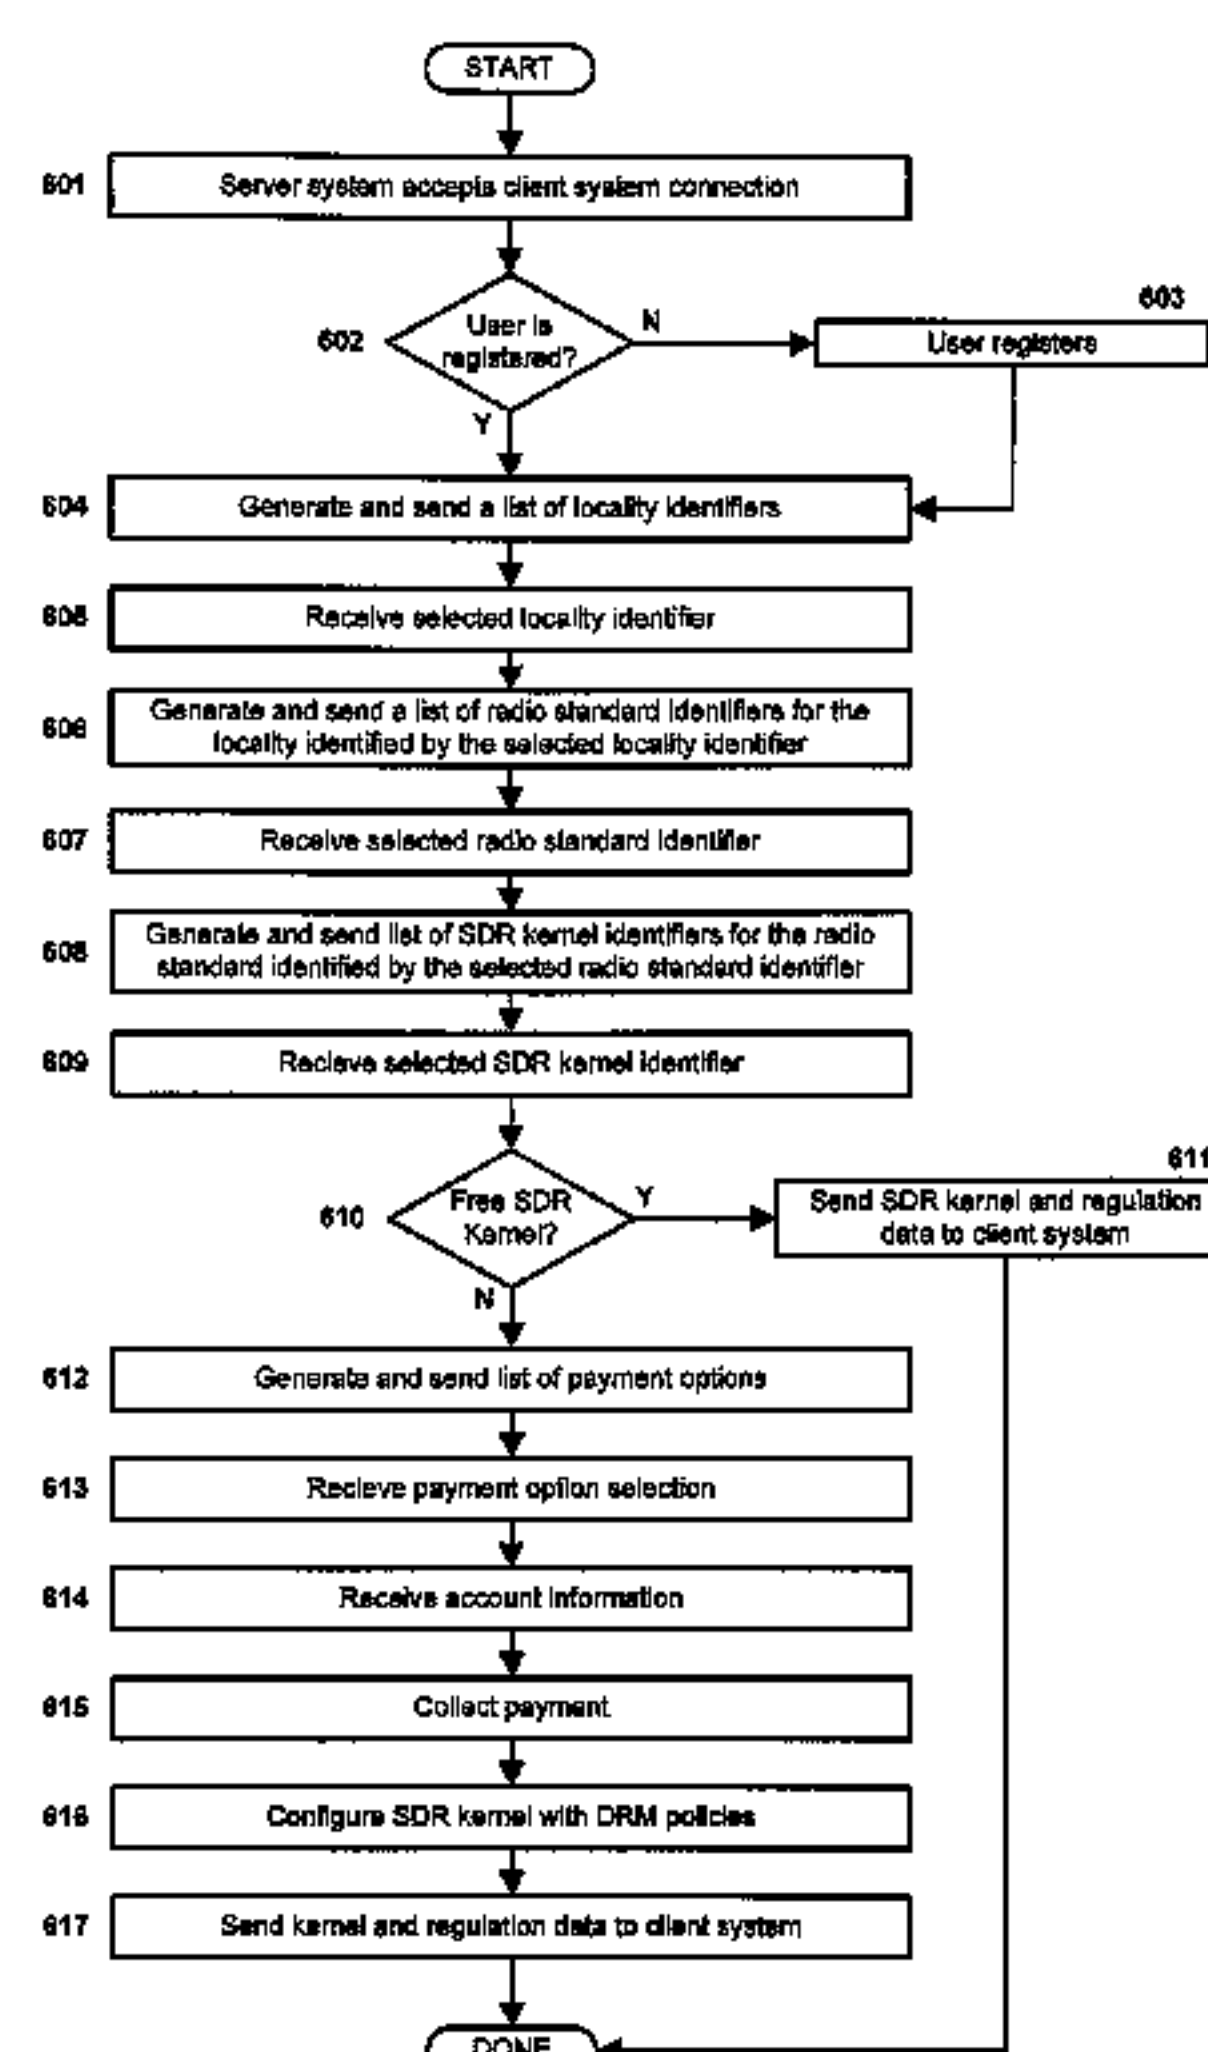 START
601
Server system accepts client system connection
602
User is
registered?
N
603
User registers
Y
604
Generate and send a list of locality identifiers
605
Receive selected locality identifier
606
Generate and send a list of radio standard identifiers for the
locality identified by the selected locality identifier
607
Receive selected radio standard identifier
608
Generate and send list of SDR kernel identifiers for the radio
standard identified by the selected radio standard identifier
609
Recieve selected SDR kernel identifier
610
Free SDR
Kernel?
Y
611
Send SDR kernel and regulation
data to client system
N
612
Generate and send list of payment options
613
Recieve payment option selection
614
Receive account information
615
Collect payment
616
Configure SDR kernel with DRM policies
617
Send kernel and regulation data to client system
DONE